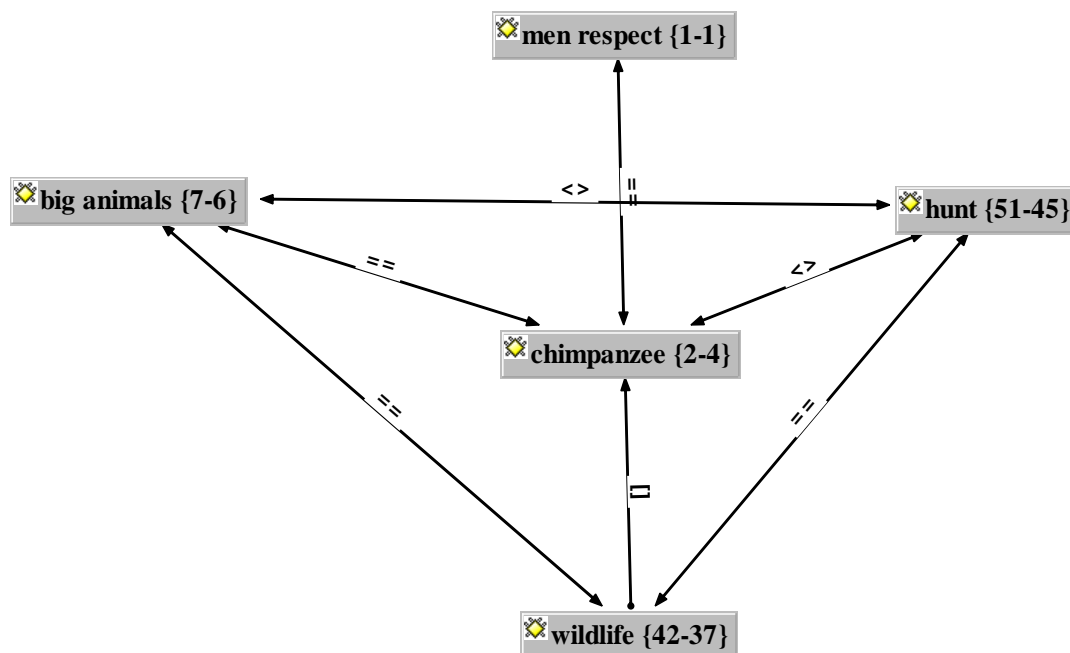 men respect {1-1}
big animals {7-6}
<>
==
hunt {51-45}
==
<>
chimpanzee {2-4}
==
==
[]
wildlife {42-37}